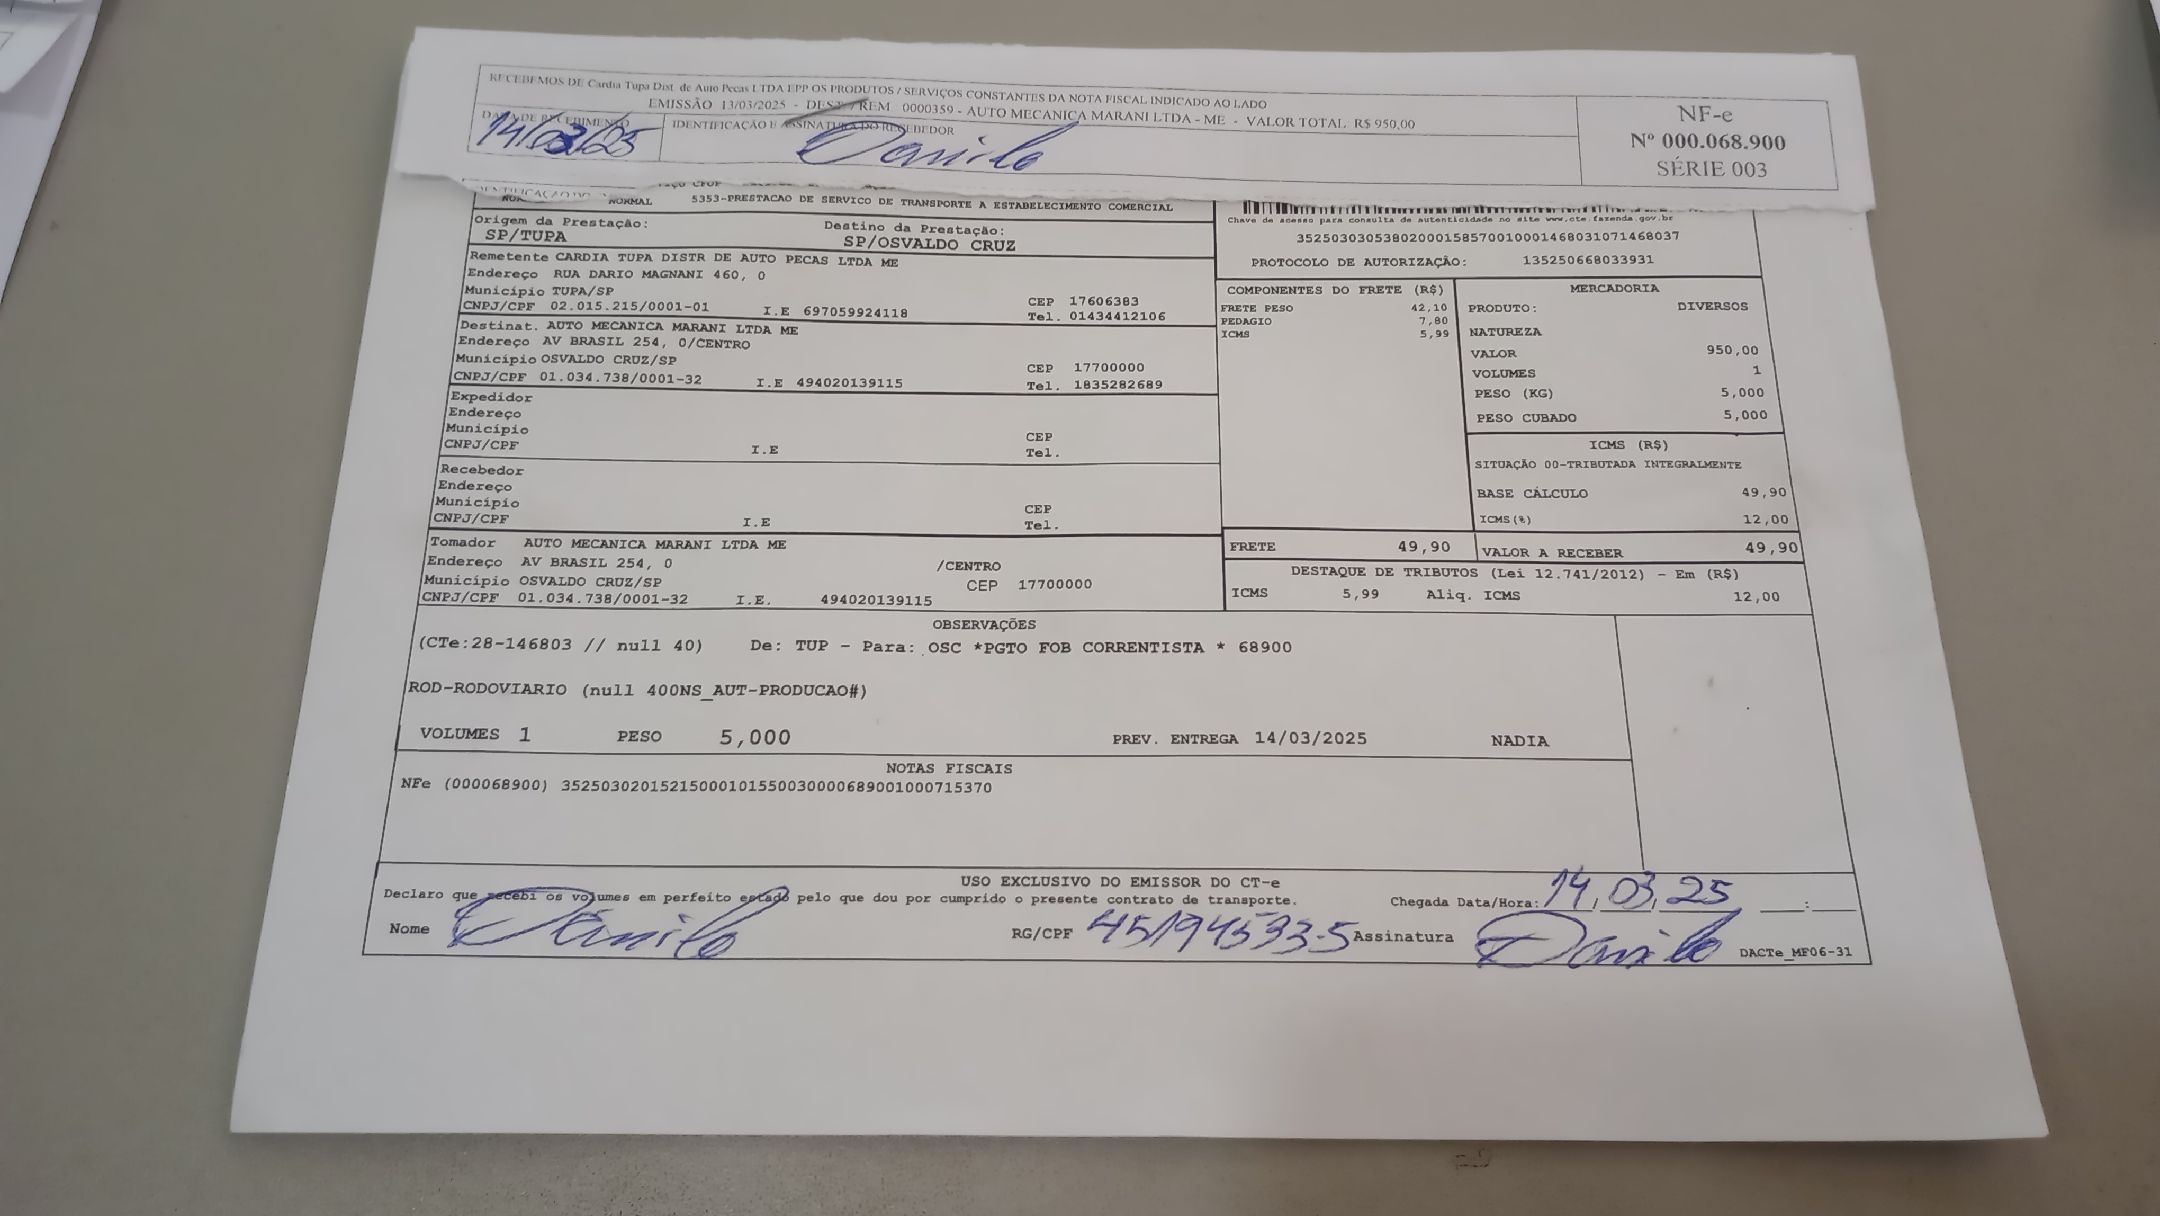 RECEBEMOS DE Cardia Tupa Dist. de Auto Pecas LTDA EPP OS PRODUTOS / SERVIÇOS CONSTANTES DA NOTA FISCAL INDICADO AO LADO
EMISSÃO 13/03/2025 - DEST / REM 0000359 - AUTO MECANICA MARANI LTDA - ME - VALOR TOTAL R$ 950,00
DATA DE RECEBIMENTO
14/03/25
IDENTIFICAÇÃO E ASSINATURA DO RECEBEDOR
Danilo
NF-e
Nº 000.068.900
SÉRIE 003
NORMAL
5353-PRESTACAO DE SERVICO DE TRANSPORTE A ESTABELECIMENTO COMERCIAL
Origem da Prestação:
SP/TUPA
Destino da Prestação:
SP/OSVALDO CRUZ
Chave de acesso para consulta de autenticidade no site www.cte.fazenda.gov.br
35250303053802000158570010001468031071468037
PROTOCOLO DE AUTORIZAÇÃO: 135250668033931
Remetente CARDIA TUPA DISTR DE AUTO PECAS LTDA ME
Endereço RUA DARIO MAGNANI 460, 0
Município TUPA/SP CEP 17606383
CNPJ/CPF 02.015.215/0001-01 I.E 697059924118 Tel. 01434412106
Destinat. AUTO MECANICA MARANI LTDA ME
Endereço AV BRASIL 254, 0/CENTRO
Município OSVALDO CRUZ/SP CEP 17700000
CNPJ/CPF 01.034.738/0001-32 I.E 494020139115 Tel. 1835282689
Expedidor
Endereço
Município CEP
CNPJ/CPF I.E Tel.
Recebedor
Endereço
Município CEP
CNPJ/CPF I.E Tel.
Tomador AUTO MECANICA MARANI LTDA ME
Endereço AV BRASIL 254, 0 /CENTRO
Município OSVALDO CRUZ/SP CEP 17700000
CNPJ/CPF 01.034.738/0001-32 I.E. 494020139115
COMPONENTES DO FRETE (R$)
FRETE PESO 42,10
PEDAGIO 7,80
ICMS 5,99
MERCADORIA
PRODUTO: DIVERSOS
NATUREZA
VALOR 950,00
VOLUMES 1
PESO (KG) 5,000
PESO CUBADO 5,000
ICMS (R$)
SITUAÇÃO 00-TRIBUTADA INTEGRALMENTE
BASE CÁLCULO 49,90
ICMS(%) 12,00
FRETE 49,90
VALOR A RECEBER 49,90
DESTAQUE DE TRIBUTOS (Lei 12.741/2012) - Em (R$)
ICMS 5,99 Aliq. ICMS 12,00
OBSERVAÇÕES
(CTe:28-146803 // null 40) De: TUP - Para: OSC *PGTO FOB CORRENTISTA * 68900
ROD-RODOVIARIO (null 400NS_AUT-PRODUCAO#)
VOLUMES 1 PESO 5,000 PREV. ENTREGA 14/03/2025 NADIA
NOTAS FISCAIS
NFe (000068900) 35250302015215000101550030000689001000715370
USO EXCLUSIVO DO EMISSOR DO CT-e
Declaro que recebi os volumes em perfeito estado pelo que dou por cumprido o presente contrato de transporte.
Chegada Data/Hora: 14/03/25 __:__
Nome Danilo RG/CPF 45194533-5 Assinatura Danilo DACTe_MF06-31